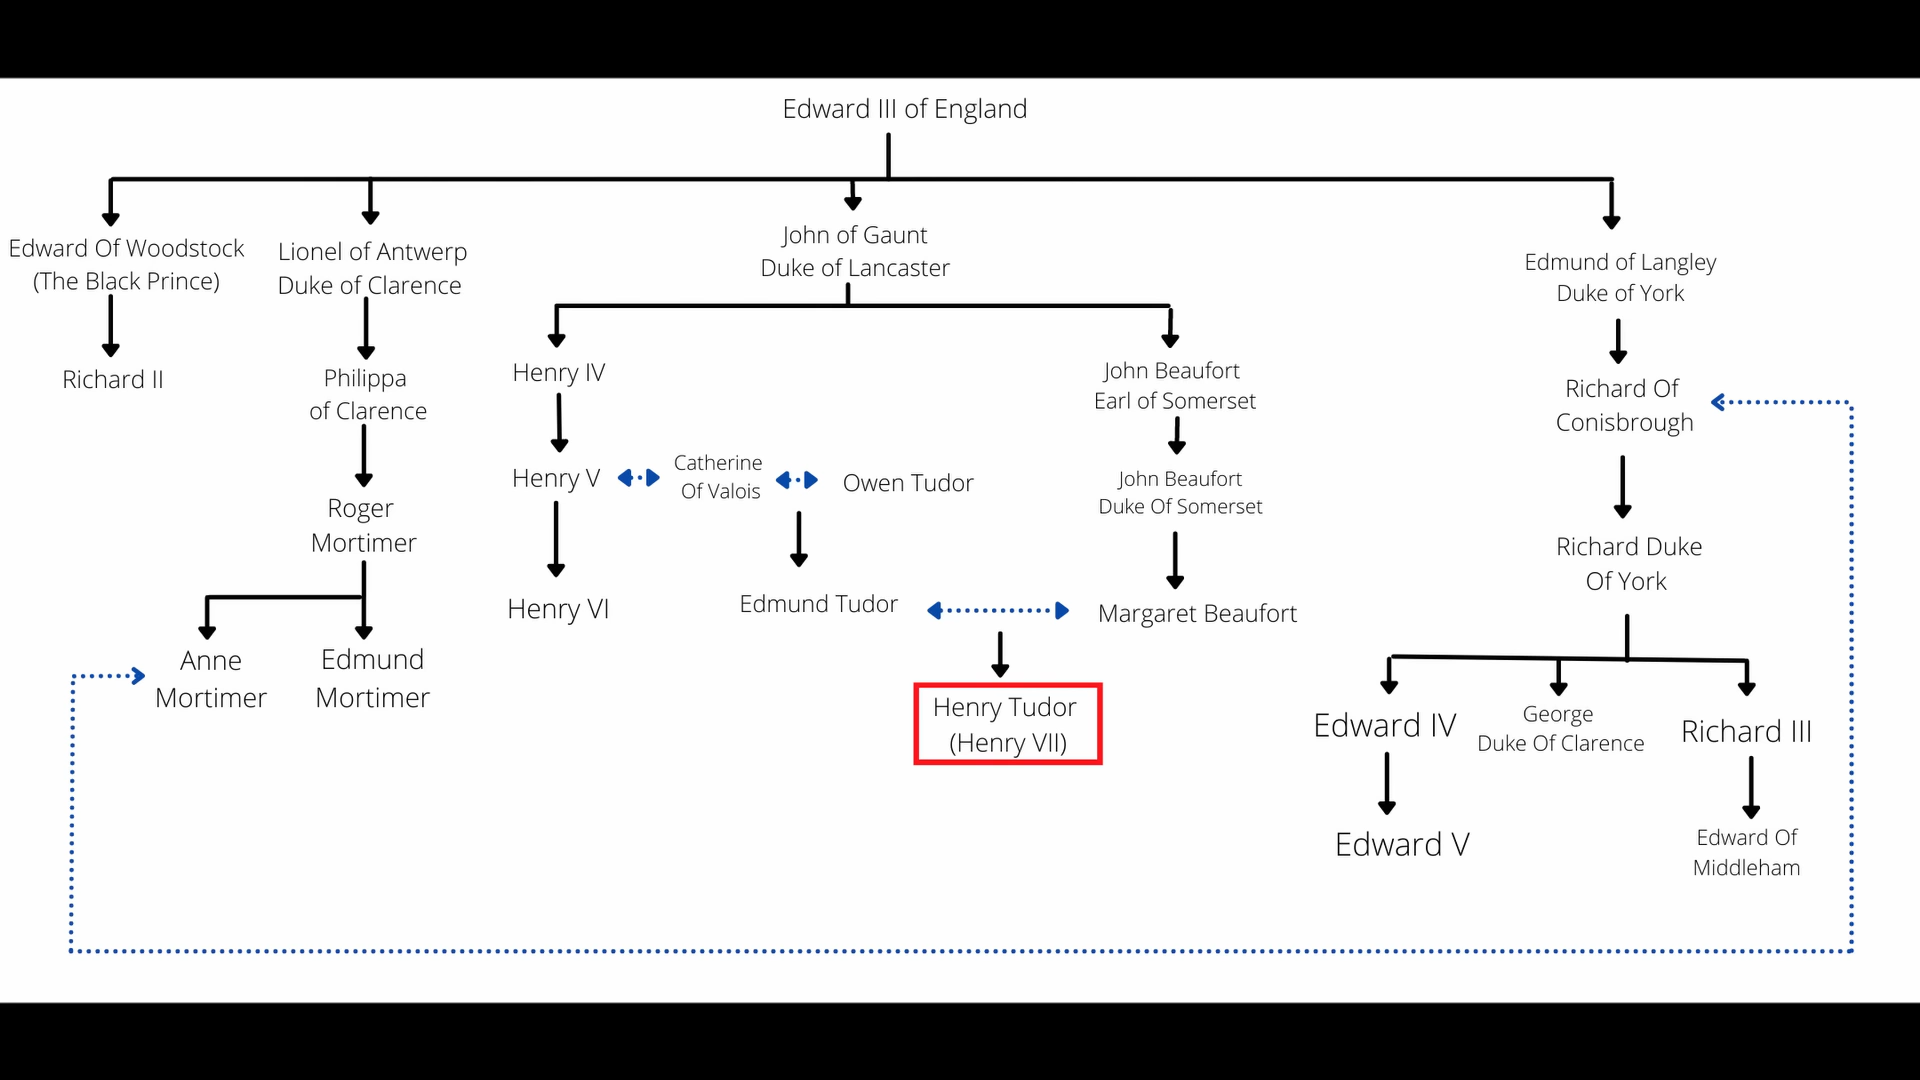 Edward III of England
Edward Of Woodstock
(The Black Prince)
Lionel of Antwerp
Duke of Clarence
John of Gaunt
Duke of Lancaster
Edmund of Langley
Duke of York
Richard II
Philippa
of Clarence
Henry IV
John Beaufort
Earl of Somerset
Richard Of
Conisbrough
Roger
Mortimer
Henry V
Catherine
Of Valois
Owen Tudor
John Beaufort
Duke Of Somerset
Richard Duke
Of York
Anne
Mortimer
Edmund
Mortimer
Henry VI
Edmund Tudor
Margaret Beaufort
Henry Tudor
(Henry VII)
Edward IV
George
Duke Of Clarence
Richard III
Edward V
Edward Of
Middleham